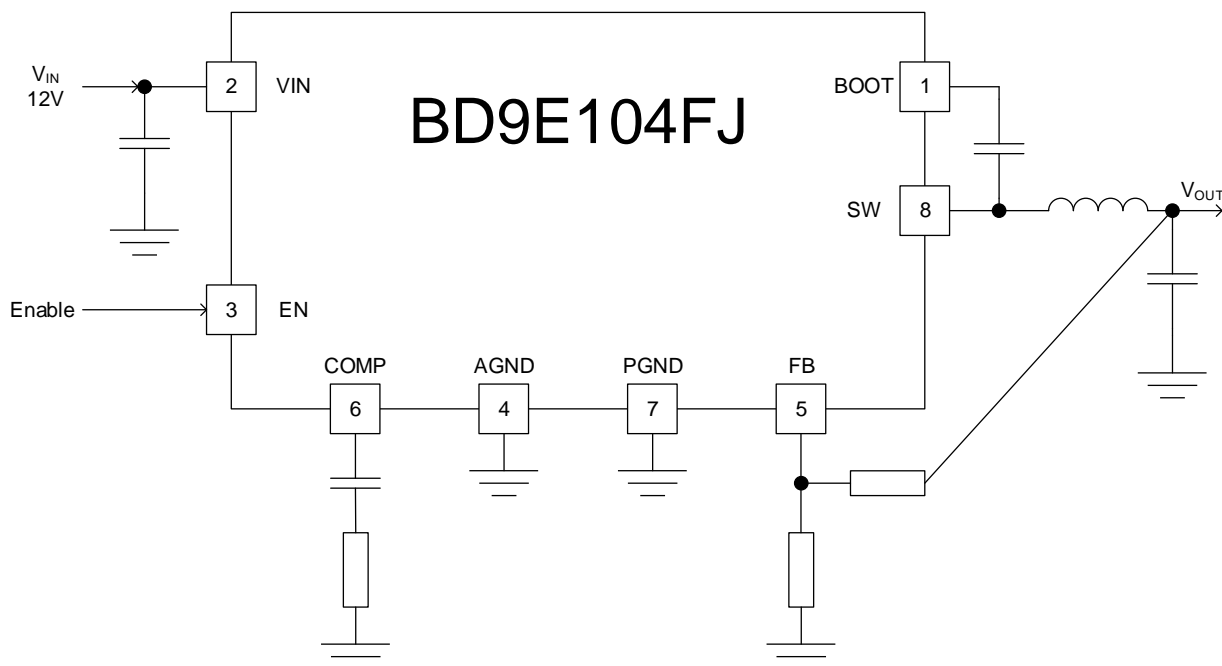 V_IN
12V
2
VIN
BD9E104FJ
BOOT
1
SW
8
V_OUT
Enable
3
EN
COMP
AGND
PGND
FB
6
4
7
5